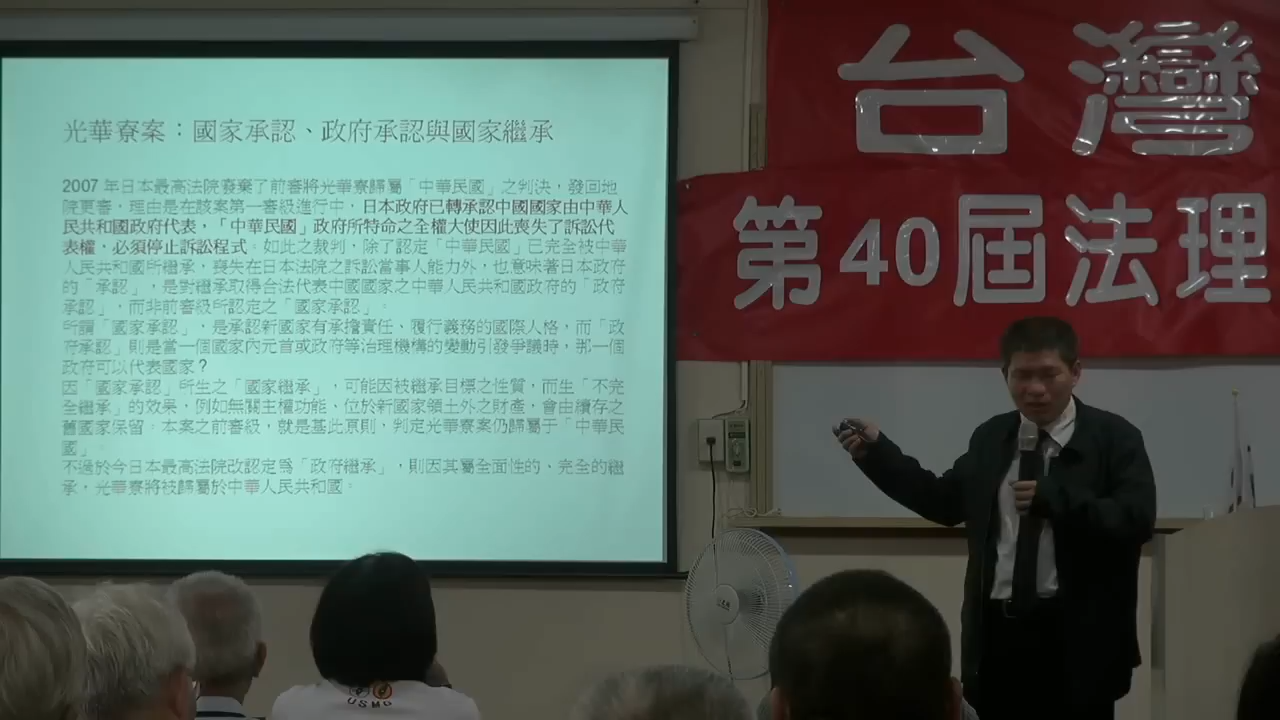 光華寮案：國家承認、政府承認與國家繼承
2007 年日本最高法院廢棄了前審將光華寮歸屬「中華民國」之判決，發回地
院更審，理由是在該案第一審級進行中，日本政府已轉承認中國國家由中華人
民共和國政府代表，「中華民國」政府所特命之全權大使因此喪失了訴訟代
表權，必須停止訴訟程式。如此之裁判，除了認定「中華民國」已完全被中華
人民共和國所繼承，喪失在日本法院之訴訟當事人能力外，也意味著日本政府
的「承認」，是對繼承取得合法代表中國國家之中華人民共和國政府的「政府
承認」，而非前審級所認定之「國家承認」。
所謂「國家承認」，是承認新國家有承擔責任、履行義務的國際人格，而「政
府承認」則是當一個國家內元首或政府等治理機構的變動引發爭議時，那一個
政府可以代表國家？
因「國家承認」所生之「國家繼承」，可能因被繼承目標之性質，而生「不完
全繼承」的效果，例如無關主權功能、位於新國家領土外之財產，會由續存之
舊國家保留。本案之前審級，就是基此原則，判定光華寮案仍歸屬于「中華民
國」。
不過於今日本最高法院改認定爲「政府繼承」，則因其屬全面性的、完全的繼
承，光華寮將被歸屬於中華人民共和國。
台灣
第40屆法理
USMG